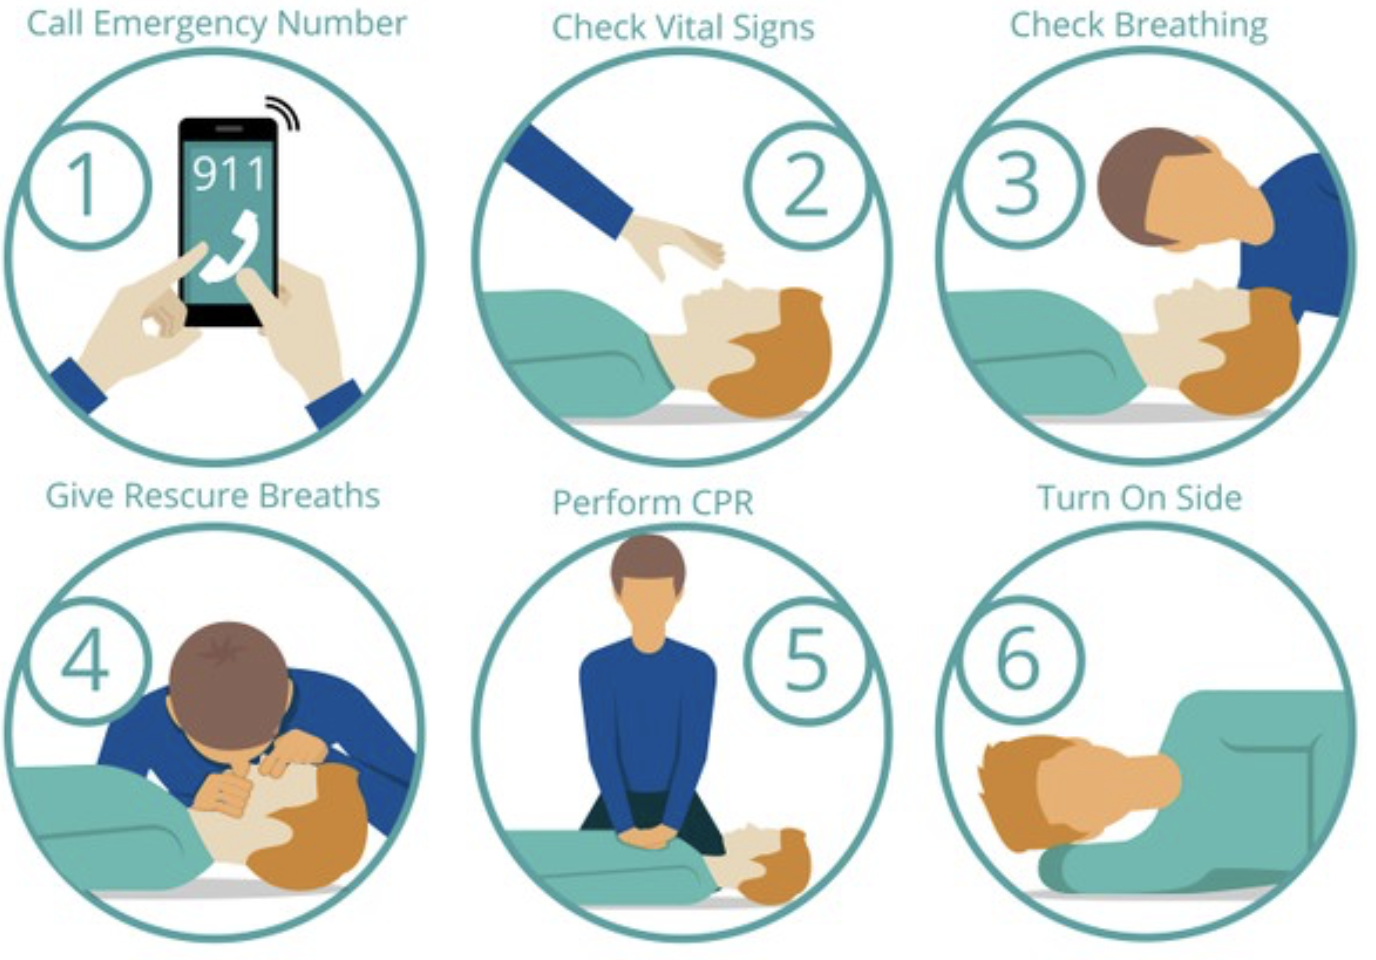 Call Emergency Number
1
911
Check Vital Signs
2
Check Breathing
3
Give Rescure Breaths
4
Perform CPR
5
Turn On Side
6